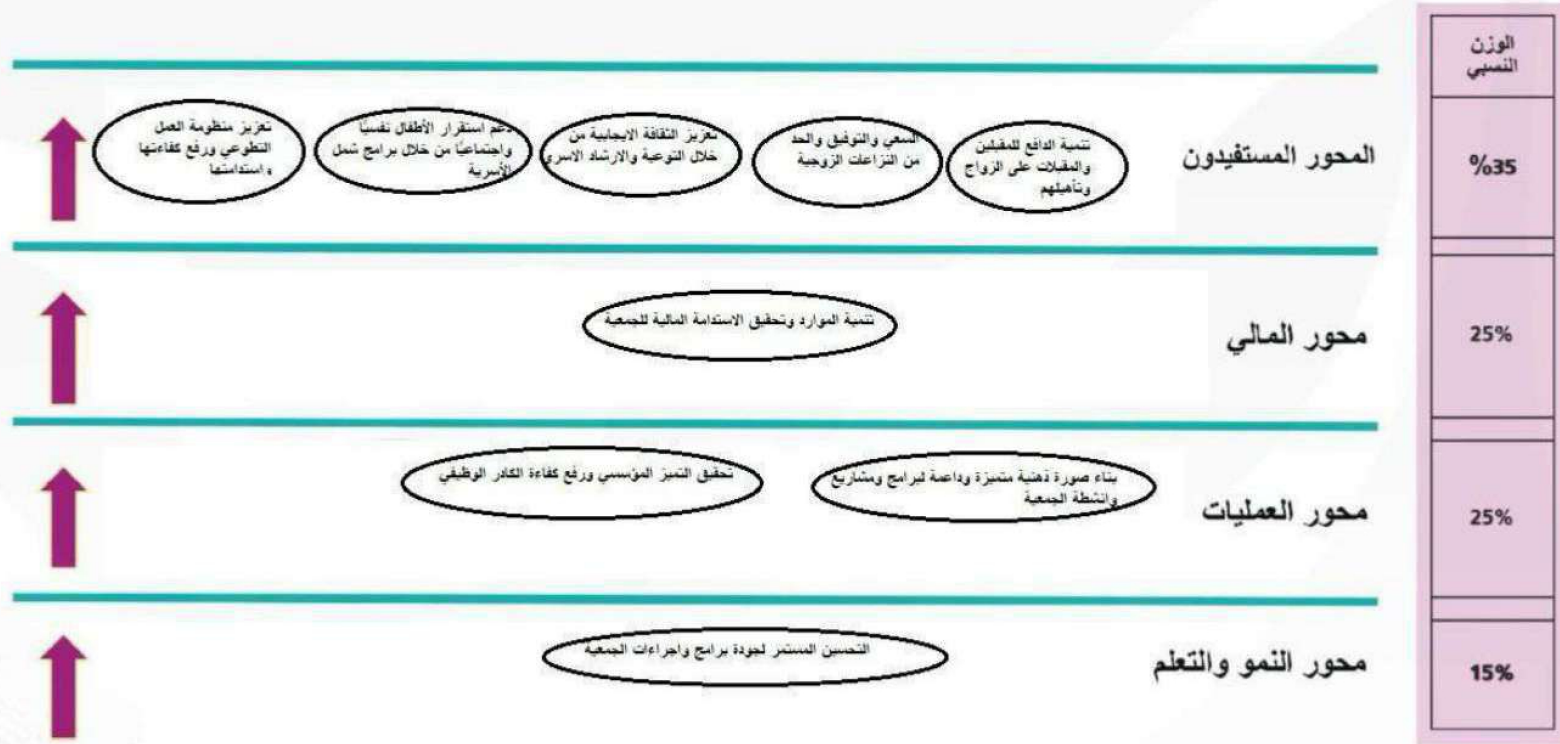 الوزن
النسبي
المحور المستفيدون
%35
تنمية الدافع للمقبلين
والمقبلات على الزواج
وتأهيلهم
السعي والتوفيق والحد
من النزاعات الزوجية
تعزيز الثقافة الايجابية من
خلال التوعية والارشاد الاسري
دعم استقرار الأطفال نفسيًا
واجتماعيًا من خلال برامج شمل
الأسرية
تعزيز منظومة العمل
التطوعي ورفع كفاءتها
واستدامتها
محور المالي
25%
تنمية الموارد وتحقيق الاستدامة المالية للجمعية
محور العمليات
25%
بناء صورة ذهنية متميزة وداعمة لبرامج ومشاريع
وانشطة الجمعية
تحقيق التميز المؤسسي ورفع كفاءة الكادر الوظيفي
محور النمو والتعلم
15%
التحسين المستمر لجودة برامج واجراءات الجمعية